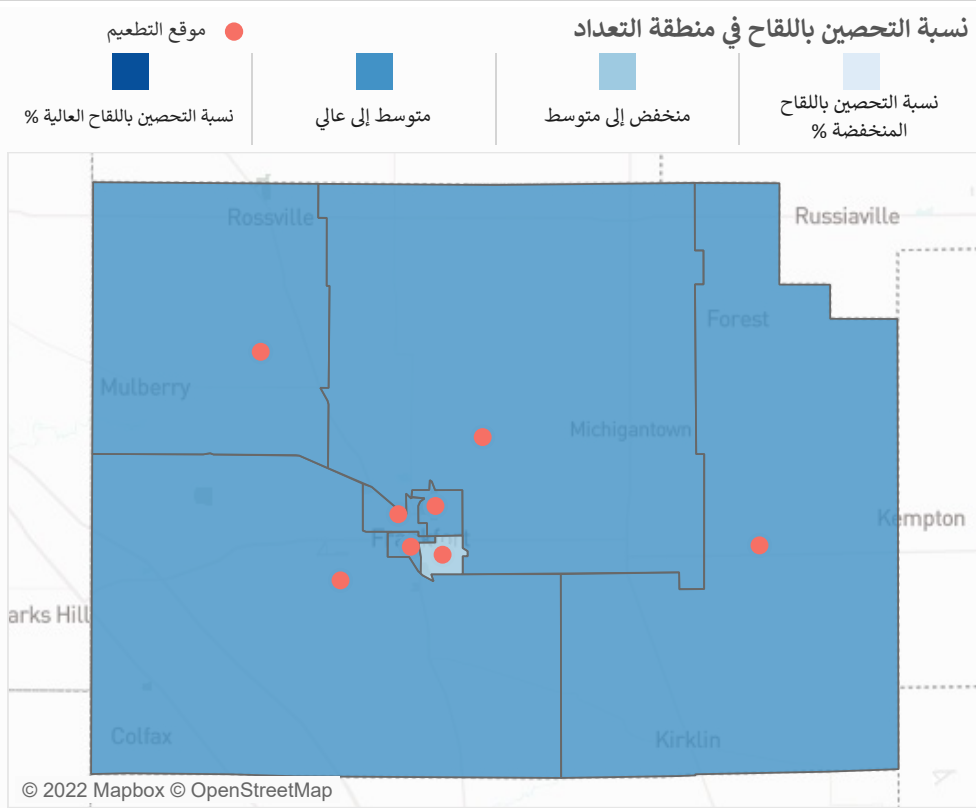 نسبة التحصين باللقاح في منطقة التعداد
موقع التطعيم
نسبة التحصين باللقاح المنخفضة %
منخفض إلى متوسط
متوسط إلى عالي
نسبة التحصين باللقاح العالية %
Rossville
Russiaville
Forest
Mulberry
Michigantown
Kempton
Frankfort
arks Hill
Colfax
Kirklin
© 2022 Mapbox © OpenStreetMap